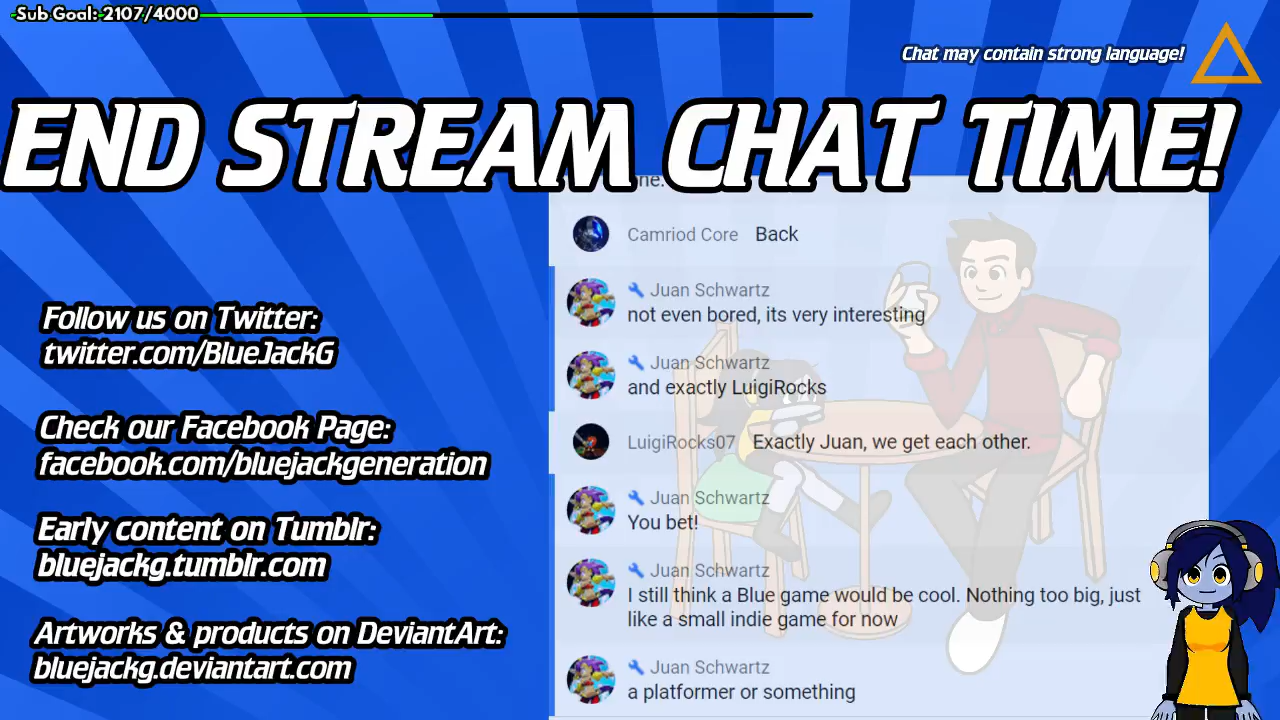 Sub Goal: 2107/4000
Chat may contain strong language!
END STREAM CHAT TIME!
ne.
Camriod Core Back
Juan Schwartz
not even bored, its very interesting
Juan Schwartz
and exactly LuigiRocks
LuigiRocks07 Exactly Juan, we get each other.
Juan Schwartz
You bet!
Juan Schwartz
I still think a Blue game would be cool. Nothing too big, just
like a small indie game for now
Juan Schwartz
a platformer or something
Follow us on Twitter:
twitter.com/BlueJackG
Check our Facebook Page:
facebook.com/bluejackgeneration
Early content on Tumblr:
bluejackg.tumblr.com
Artworks & products on DeviantArt:
bluejackg.deviantart.com